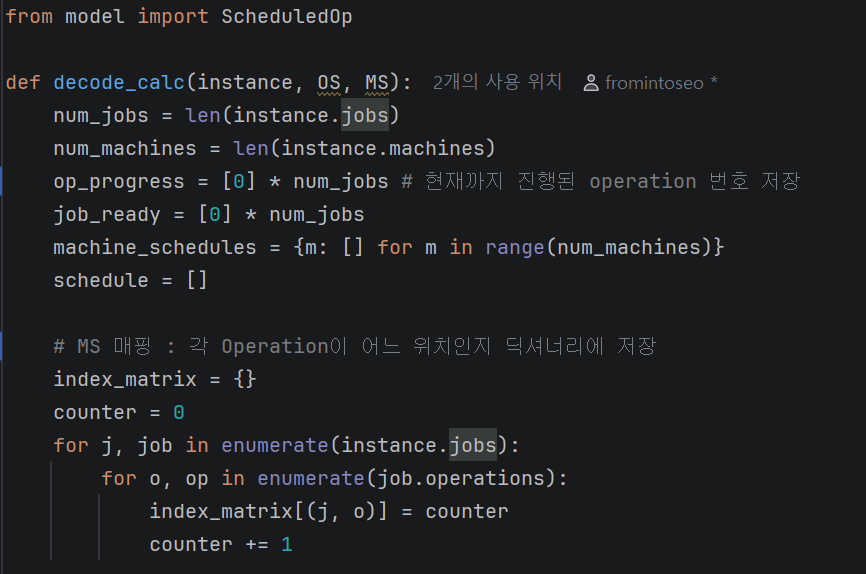 from model import ScheduledOp
def decode_calc(instance, OS, MS): 2개의 사용 위치 fromintoseo *
num_jobs = len(instance.jobs)
num_machines = len(instance.machines)
op_progress = [0] * num_jobs # 현재까지 진행된 operation 번호 저장
job_ready = [0] * num_jobs
machine_schedules = {m: [] for m in range(num_machines)}
schedule = []
# MS 매핑 : 각 Operation이 어느 위치인지 딕셔너리에 저장
index_matrix = {}
counter = 0
for j, job in enumerate(instance.jobs):
for o, op in enumerate(job.operations):
index_matrix[(j, o)] = counter
counter += 1